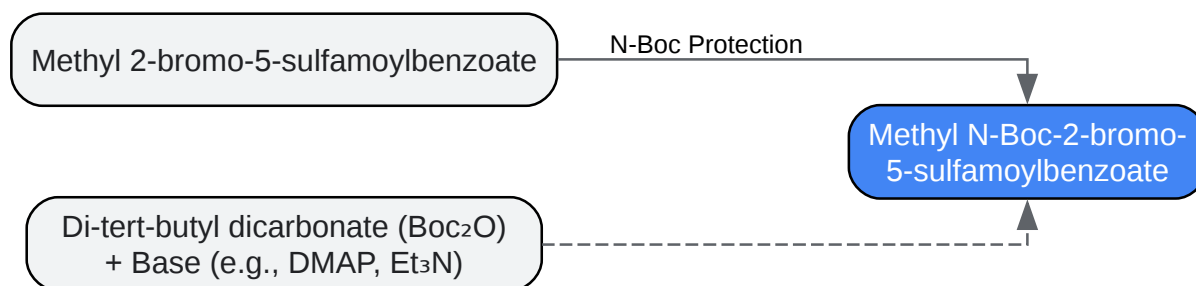 Methyl 2-bromo-5-sulfamoylbenzoate
N-Boc Protection
Methyl N-Boc-2-bromo-
5-sulfamoylbenzoate
Di-tert-butyl dicarbonate (Boc₂O)
+ Base (e.g., DMAP, Et₃N)